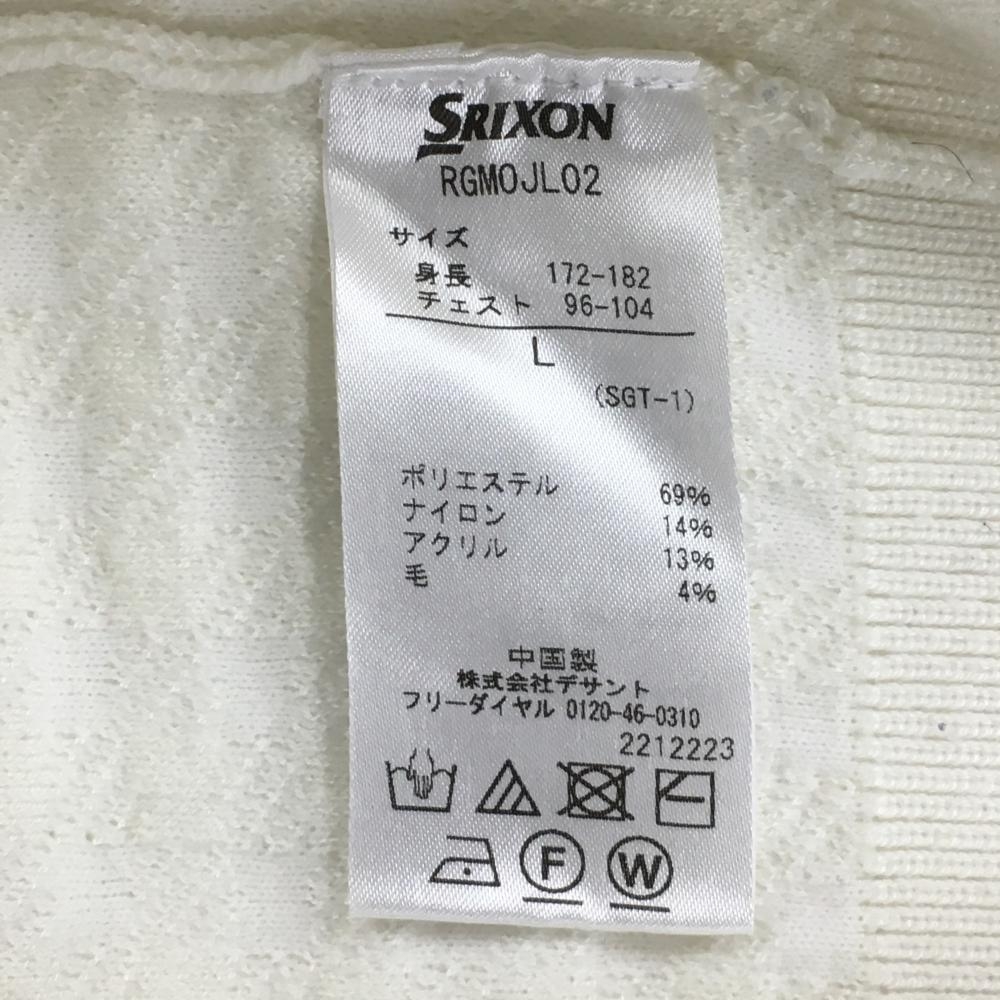 SRIXON
RGM0JL02
サイズ
身長 172-182
チェスト 96-104
L
(SGT-1)
ポリエステル 69%
ナイロン 14%
アクリル 13%
毛 4%
中国製
株式会社デサント
フリーダイヤル 0120-46-0310
2212223
F W